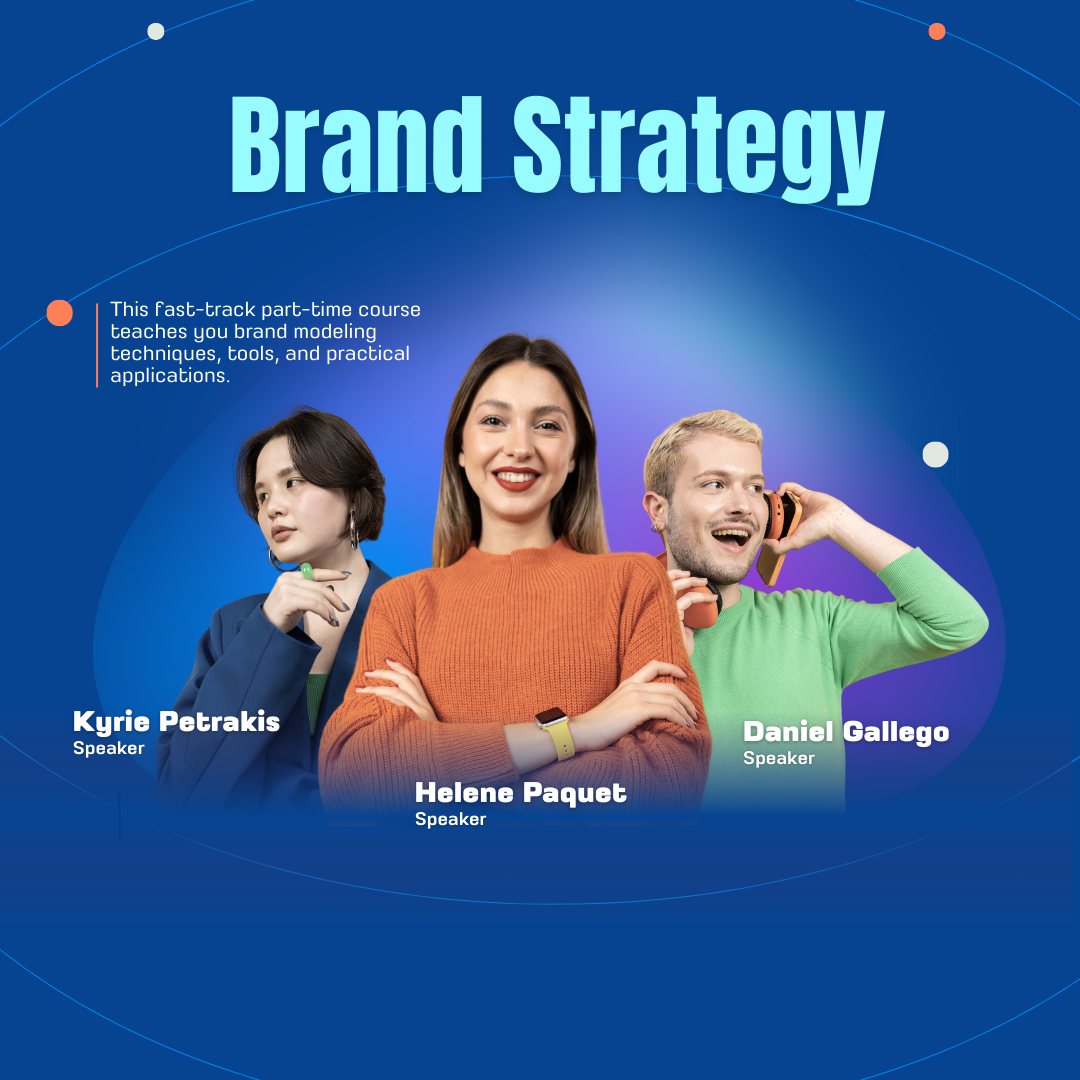 Brand Strategy
This fast-track part-time course
teaches you brand modeling
techniques, tools, and practical
applications.
Kyrie Petrakis
Speaker
Daniel Gallego
Speaker
Helene Paquet
Speaker